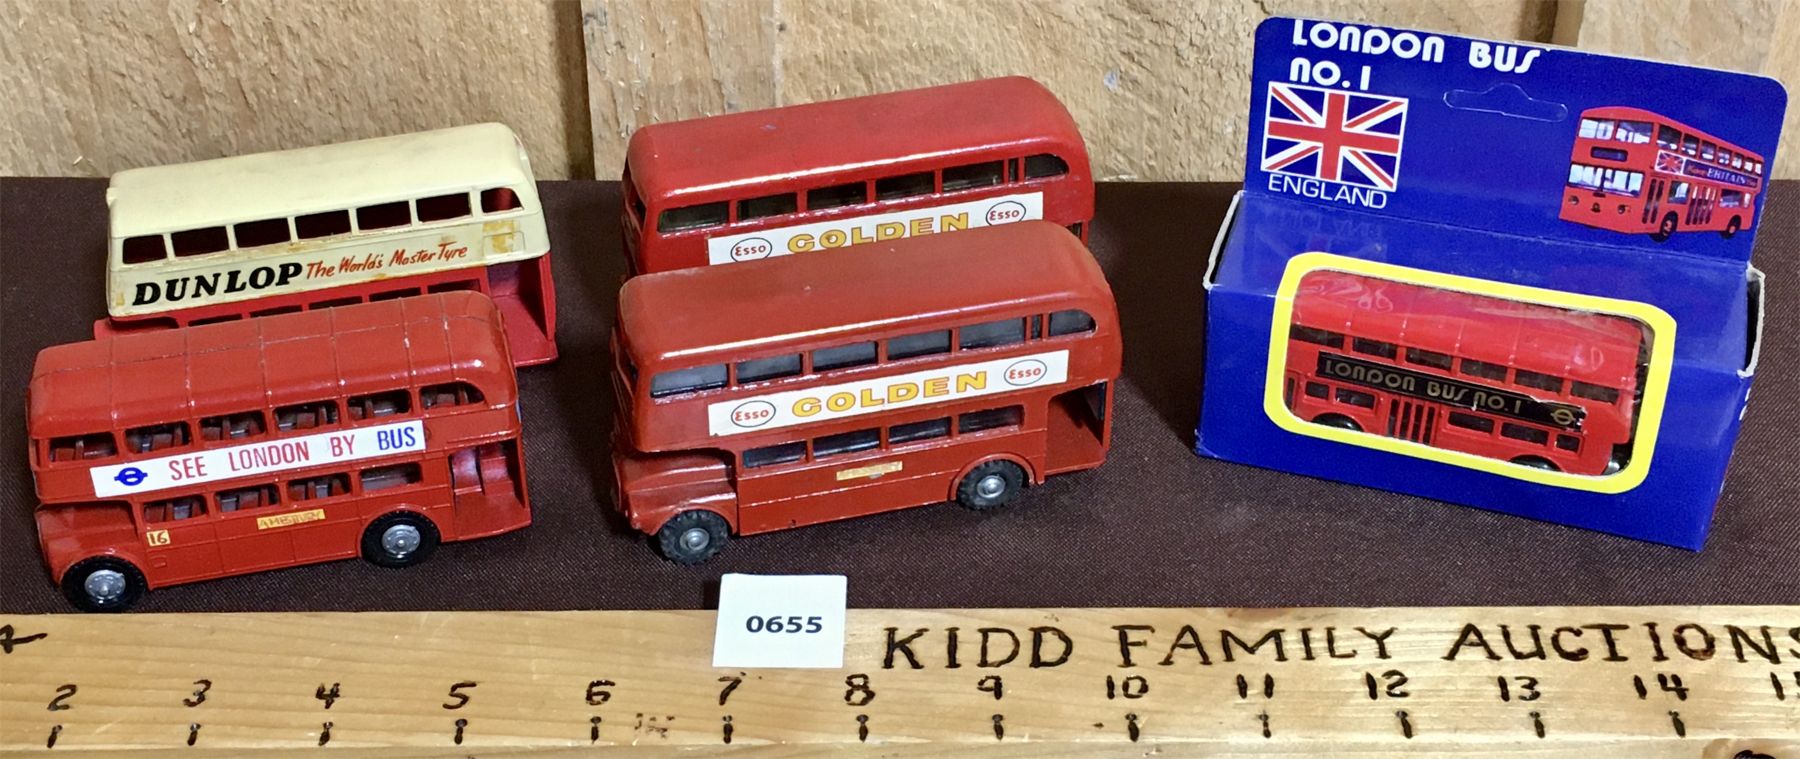 LONDON BUS
NO. 1
ENGLAND
DUNLOP The World's Master Tyre
Esso GOLDEN Esso
Esso GOLDEN Esso
SEE LONDON BY BUS
16
LONDON BUS NO. 1
0655
KIDD FAMILY AUCTIONS
2 3 4 5 6 7 8 9 10 11 12 13 14